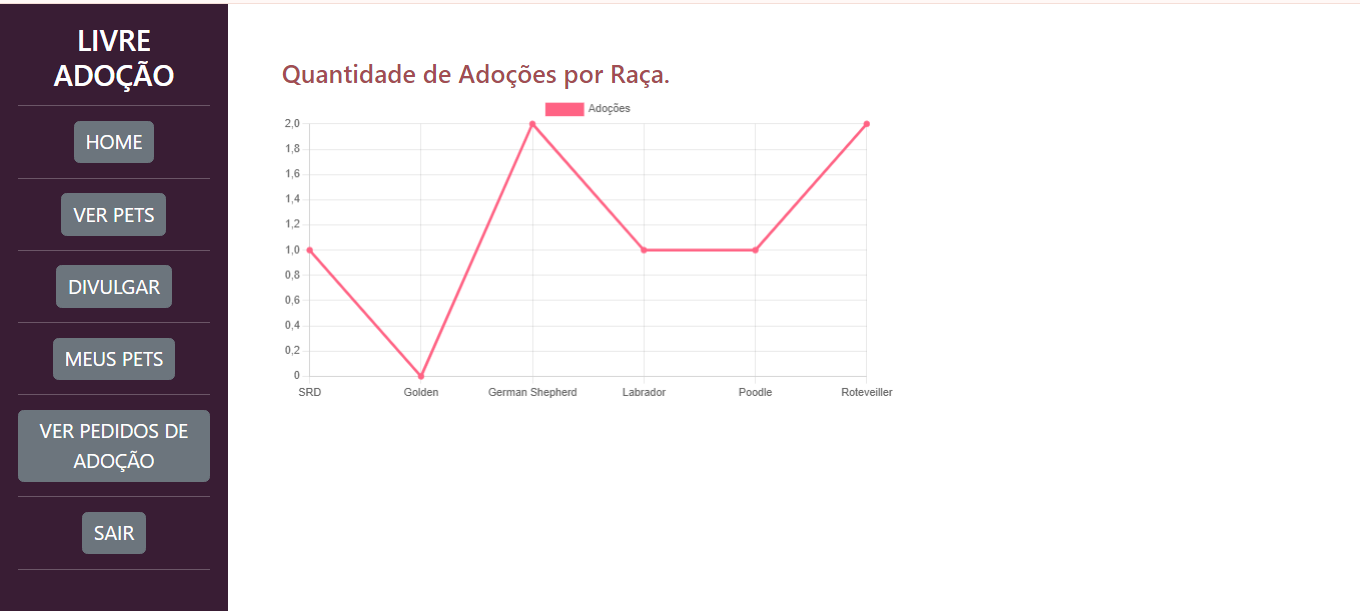 LIVRE
ADOÇÃO
HOME
VER PETS
DIVULGAR
MEUS PETS
VER PEDIDOS DE
ADOÇÃO
SAIR
Quantidade de Adoções por Raça.
Adoções
2,0
1,8
1,6
1,4
1,2
1,0
0,8
0,6
0,4
0,2
0
SRD Golden German Shepherd Labrador Poodle Roteveiller